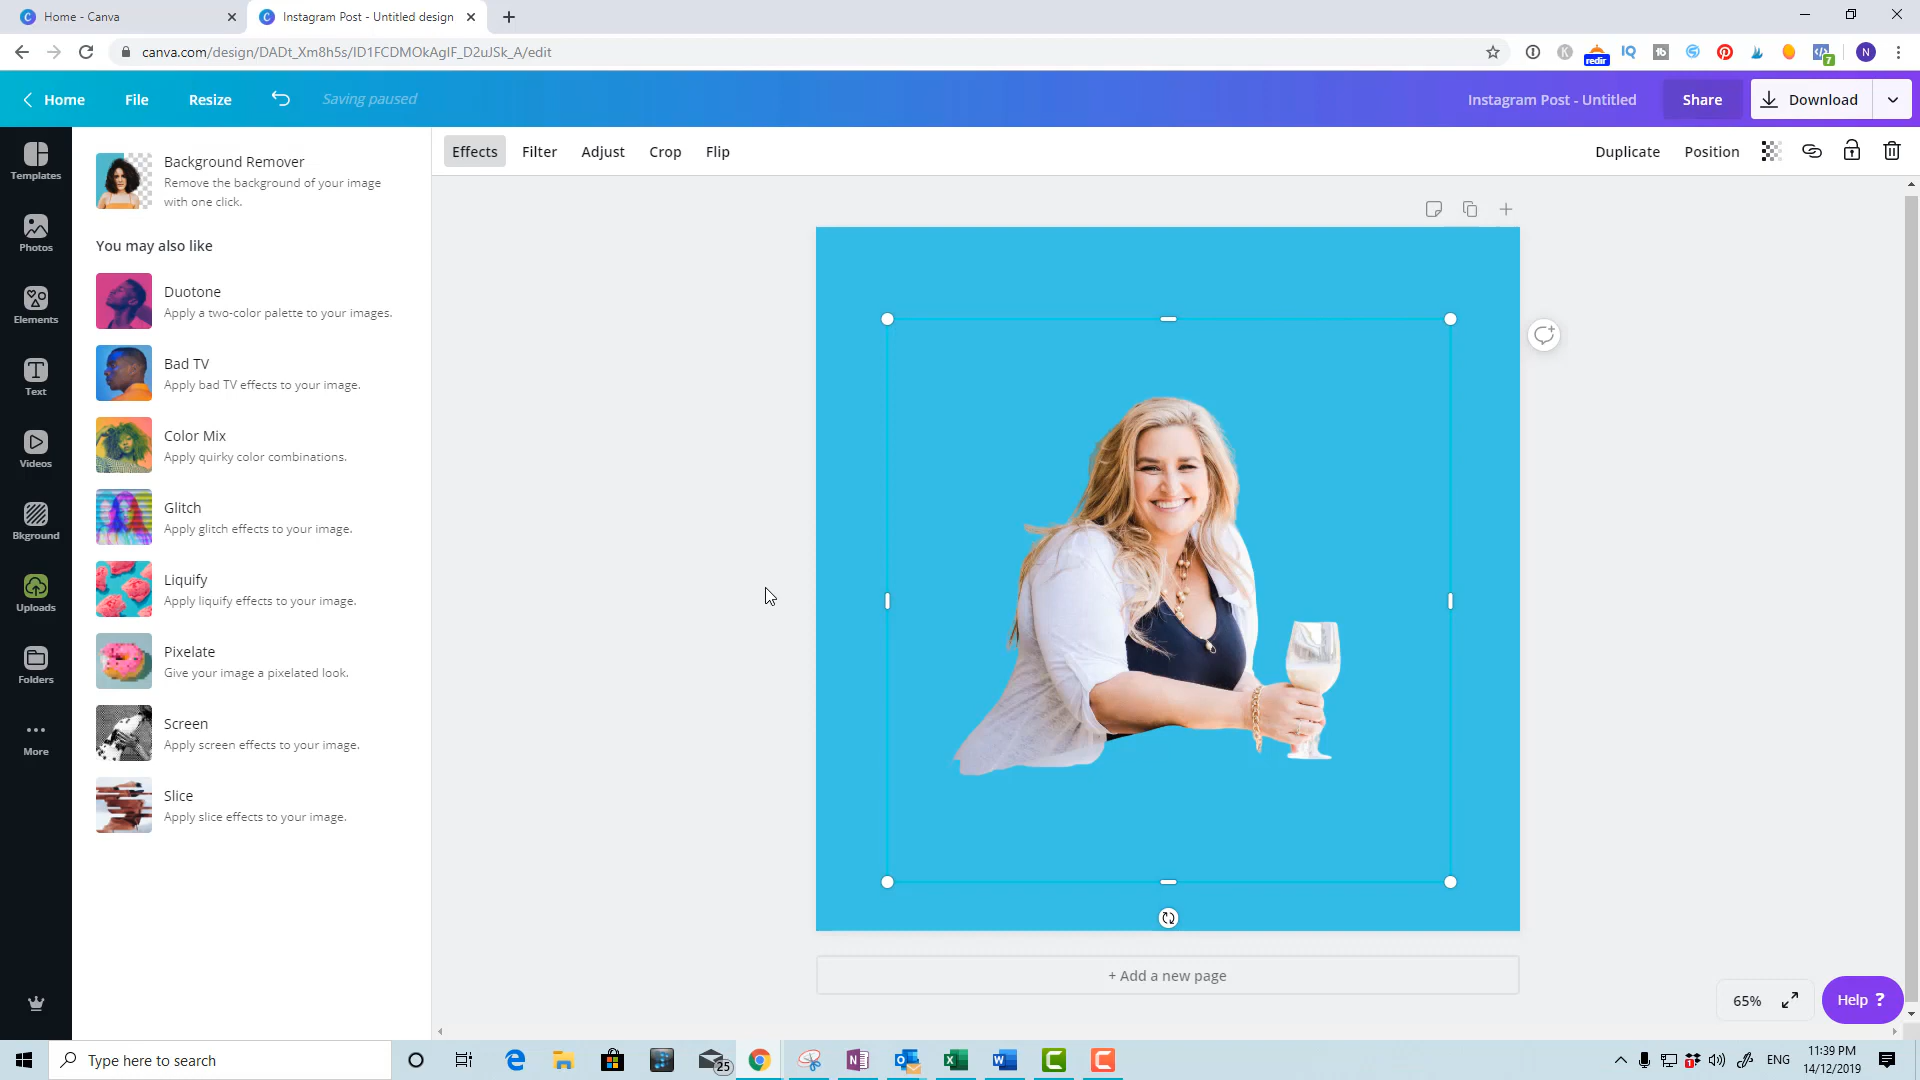 Home - Canva
Instagram Post - Untitled design
canva.com/design/DADt_Xm8h5s/ID1FCDMOkAgIF_D2uJSk_A/edit
redir
IQ
tb
7
N
Home
File
Resize
Saving paused
Instagram Post - Untitled
Share
Download
Templates
Photos
Elements
Text
Videos
Bkground
Uploads
Folders
More
Background Remover
Remove the background of your image
with one click.
You may also like
Duotone
Apply a two-color palette to your images.
Bad TV
Apply bad TV effects to your image.
Color Mix
Apply quirky color combinations.
Glitch
Apply glitch effects to your image.
Liquify
Apply liquify effects to your image.
Pixelate
Give your image a pixelated look.
Screen
Apply screen effects to your image.
Slice
Apply slice effects to your image.
Effects
Filter
Adjust
Crop
Flip
Duplicate
Position
+ Add a new page
65%
Help ?
Type here to search
25
ENG
11:39 PM
14/12/2019